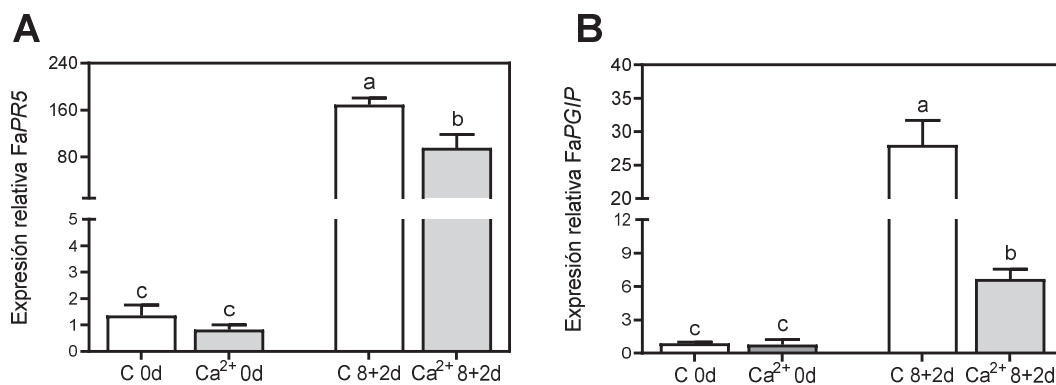 A
Expresión relativa FaPR5
240
160
80
5
4
3
2
1
0
c
c
a
b
C 0d
Ca²⁺ 0d
C 8+2d
Ca²⁺ 8+2d
B
Expresión relativa FaPGIP
40
35
30
25
20
12
9
6
3
0
c
c
a
b
C 0d
Ca²⁺ 0d
C 8+2d
Ca²⁺ 8+2d